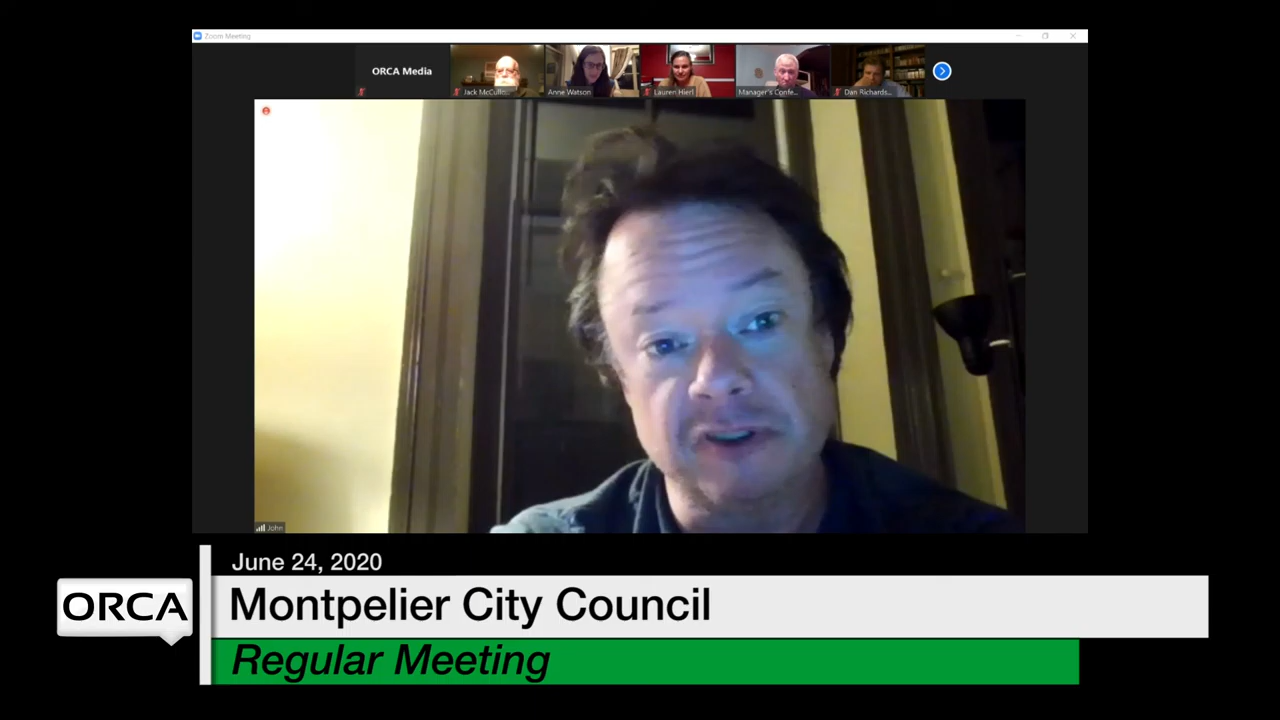 Zoom Meeting
ORCA Media
Jack McCull...
Anne Watson
Lauren Hierl
Manager's Confe...
Dan Richards...
John
June 24, 2020
ORCA
Montpelier City Council
Regular Meeting